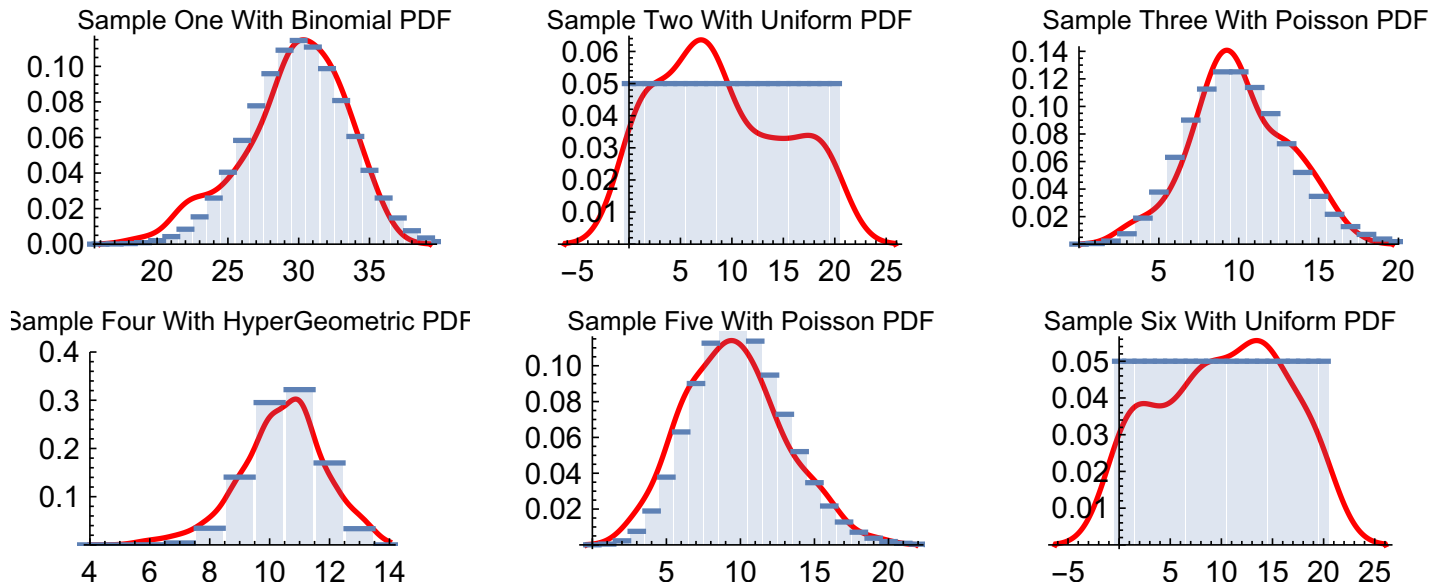 Sample One With Binomial PDF
0.10
0.08
0.06
0.04
0.02
0.00
20 25 30 35
Sample Two With Uniform PDF
0.06
0.05
0.04
0.03
0.02
0.01
−5 5 10 15 20 25
Sample Three With Poisson PDF
0.14
0.12
0.10
0.08
0.06
0.04
0.02
5 10 15 20
Sample Four With HyperGeometric PDF
0.4
0.3
0.2
0.1
4 6 8 10 12 14
Sample Five With Poisson PDF
0.10
0.08
0.06
0.04
0.02
5 10 15 20
Sample Six With Uniform PDF
0.05
0.04
0.03
0.02
0.01
−5 5 10 15 20 25